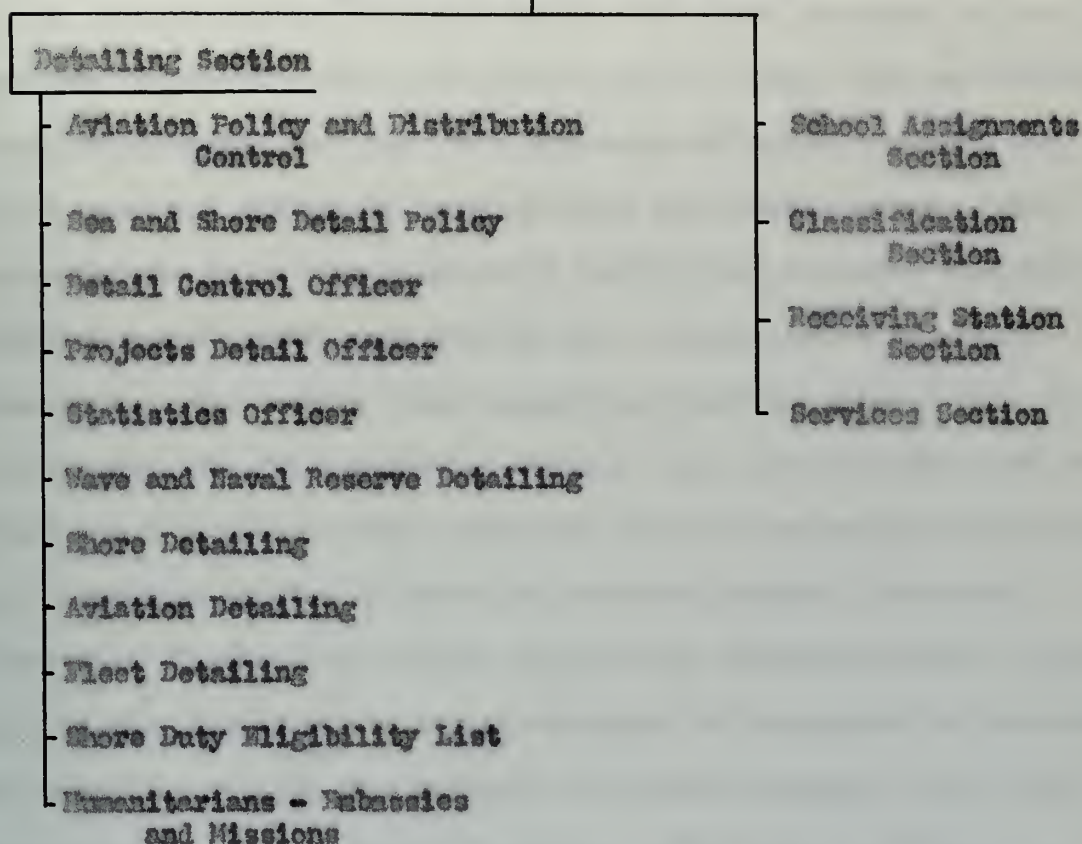 Detailing Section
- Aviation Policy and Distribution
Control
- Sea and Shore Detail Policy
- Detail Control Officer
- Projects Detail Officer
- Statistics Officer
- Wave and Naval Reserve Detailing
- Shore Detailing
- Aviation Detailing
- Fleet Detailing
- Shore Duty Eligibility List
- Humanitarians - Embassies
and Missions
- School Assignments
Section
- Classification
Section
- Receiving Station
Section
- Services Section